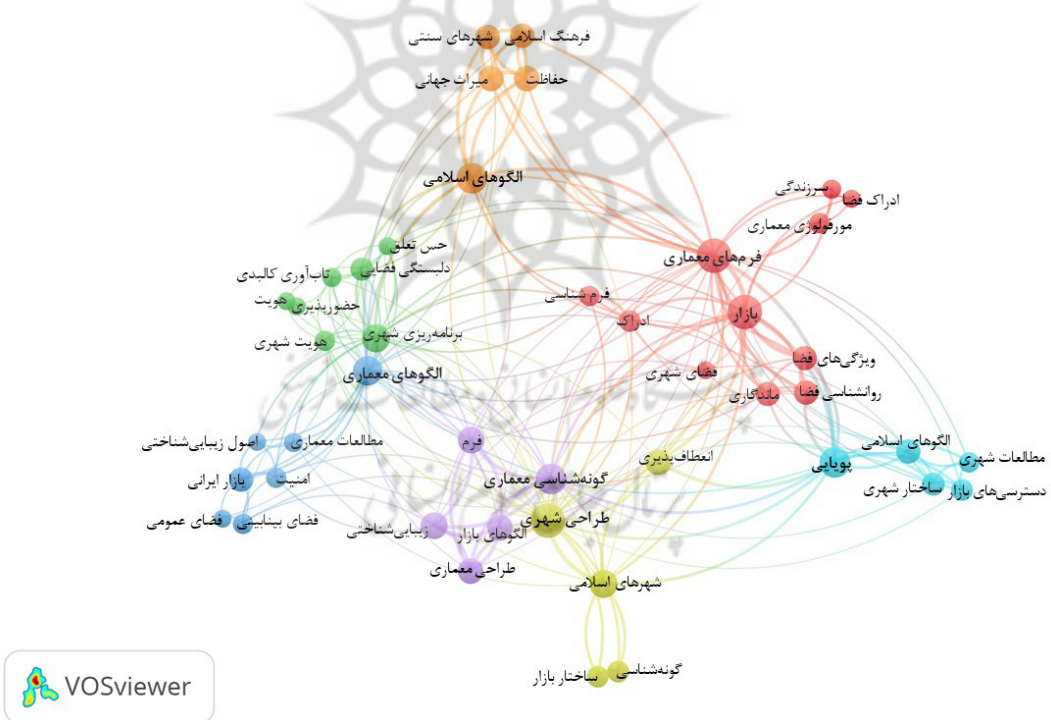 شهرهای سنتی
فرهنگ اسلامی
میراث جهانی
حفاظت
الگوهای اسلامی
سرزندگی
ادراک فضا
مورفولوژی معماری
فرم‌های معماری
حس تعلق
دلبستگی فضایی
تاب‌آوری کالبدی
هویت
حضورپذیری
هویت شهری
برنامه‌ریزی شهری
الگوهای معماری
فرم شناسی
ادراک
بازار
فضای شهری
ویژگی‌های فضا
ماندگاری
روانشناسی فضا
اصول زیبایی‌شناختی
مطالعات معماری
بازار ایرانی
امنیت
فضای عمومی
فضای بینابینی
فرم
گونه‌شناسی معماری
زیبایی‌شناختی
الگوهای بازار
طراحی معماری
انعطاف‌پذیری
طراحی شهری
شهرهای اسلامی
ساختار بازار
گونه‌شناسی
پویایی
الگوهای اسلامی
مطالعات شهری
ساختار شهری
دسترسی‌های بازار
VOSviewer